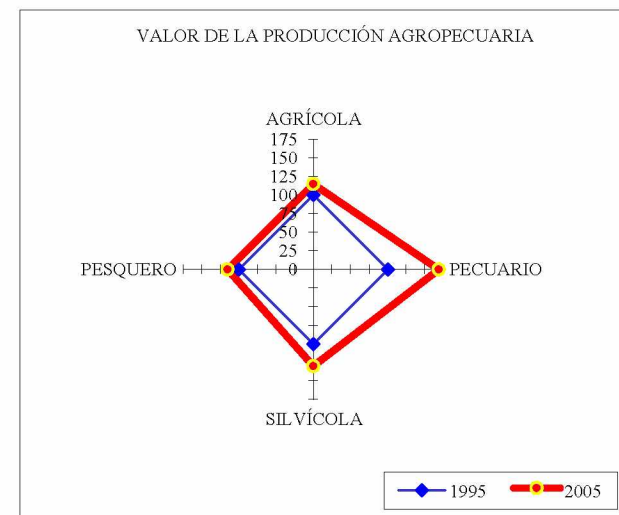 VALOR DE LA PRODUCCIÓN AGROPECUARIA
AGRÍCOLA
175
150
125
100
75
50
25
0
PESQUERO
PECUARIO
SILVÍCOLA
1995
2005